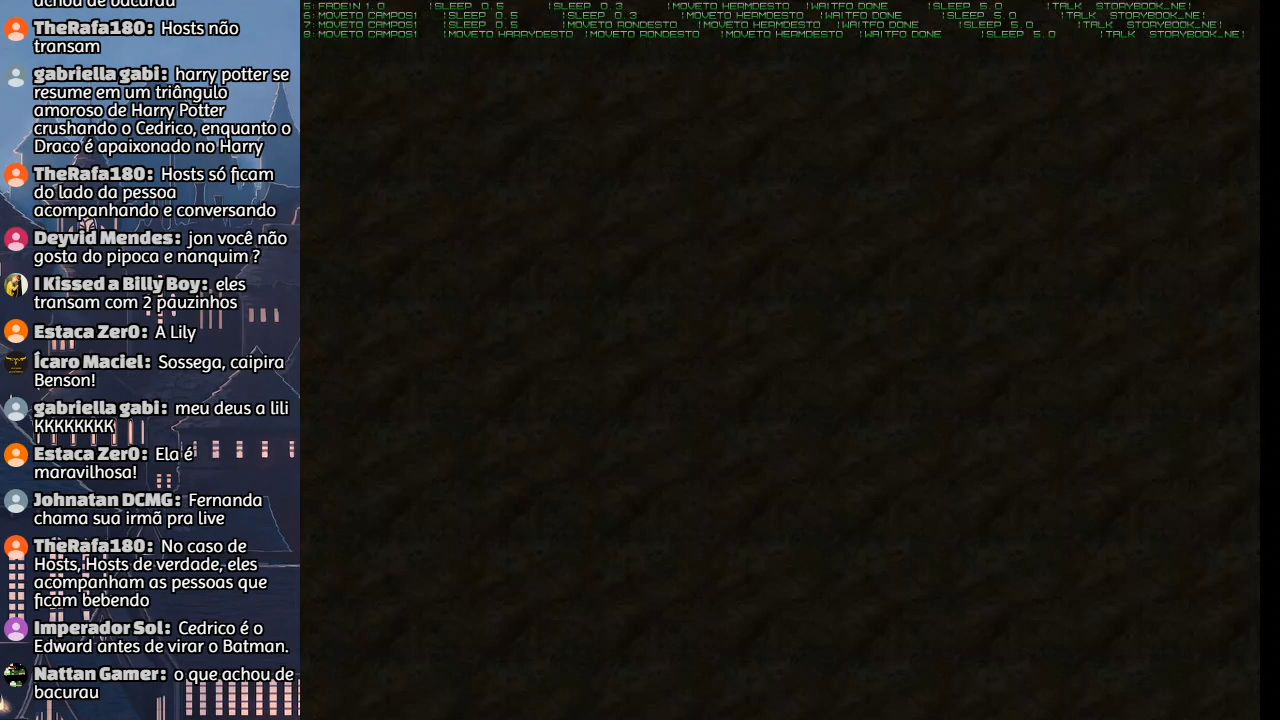 achou de bacurau
TheRafa180: Hosts não
transam
gabriella gabi: harry potter se
resume em um triângulo
amoroso de Harry Potter
crushando o Cedrico, enquanto o
Draco é apaixonado no Harry
TheRafa180: Hosts só ficam
do lado da pessoa
acompanhando e conversando
Deyvid Mendes: jon você não
gosta do pipoca e nanquim ?
I Kissed a Billy Boy: eles
transam com 2 pauzinhos
Estaca Zer0: A Lily
Ícaro Maciel: Sossega, caipira
Benson!
gabriella gabi: meu deus a lili
KKKKKKKK
Estaca Zer0: Ela é
maravilhosa!
Johnatan DCMG: Fernanda
chama sua irmã pra live
TheRafa180: No caso de
Hosts, Hosts de verdade, eles
acompanham as pessoas que
ficam bebendo
Imperador Sol: Cedrico é o
Edward antes de virar o Batman.
Nattan Gamer: o que achou de
bacurau
5: FADEIN 1.0 !SLEEP 0.5 !SLEEP 0.3 !MOVETO HERMDESTO !WAITFO DONE !SLEEP 5.0 !TALK STORYBOOK_NE!
6: MOVETO CAMPOS1 !SLEEP 0.5 !SLEEP 0.3 !MOVETO HERMDESTO !WAITFO DONE !SLEEP 5.0 !TALK STORYBOOK_NE!
7: MOVETO CAMPOS1 !SLEEP 0.5 !MOVETO RONDESTO !MOVETO HERMDESTO !WAITFO DONE !SLEEP 5.0 !TALK STORYBOOK_NE!
8: MOVETO CAMPOS1 !MOVETO HARRYDESTO !MOVETO RONDESTO !MOVETO HERMDESTO !WAITFO DONE !SLEEP 5.0 !TALK STORYBOOK_NE!